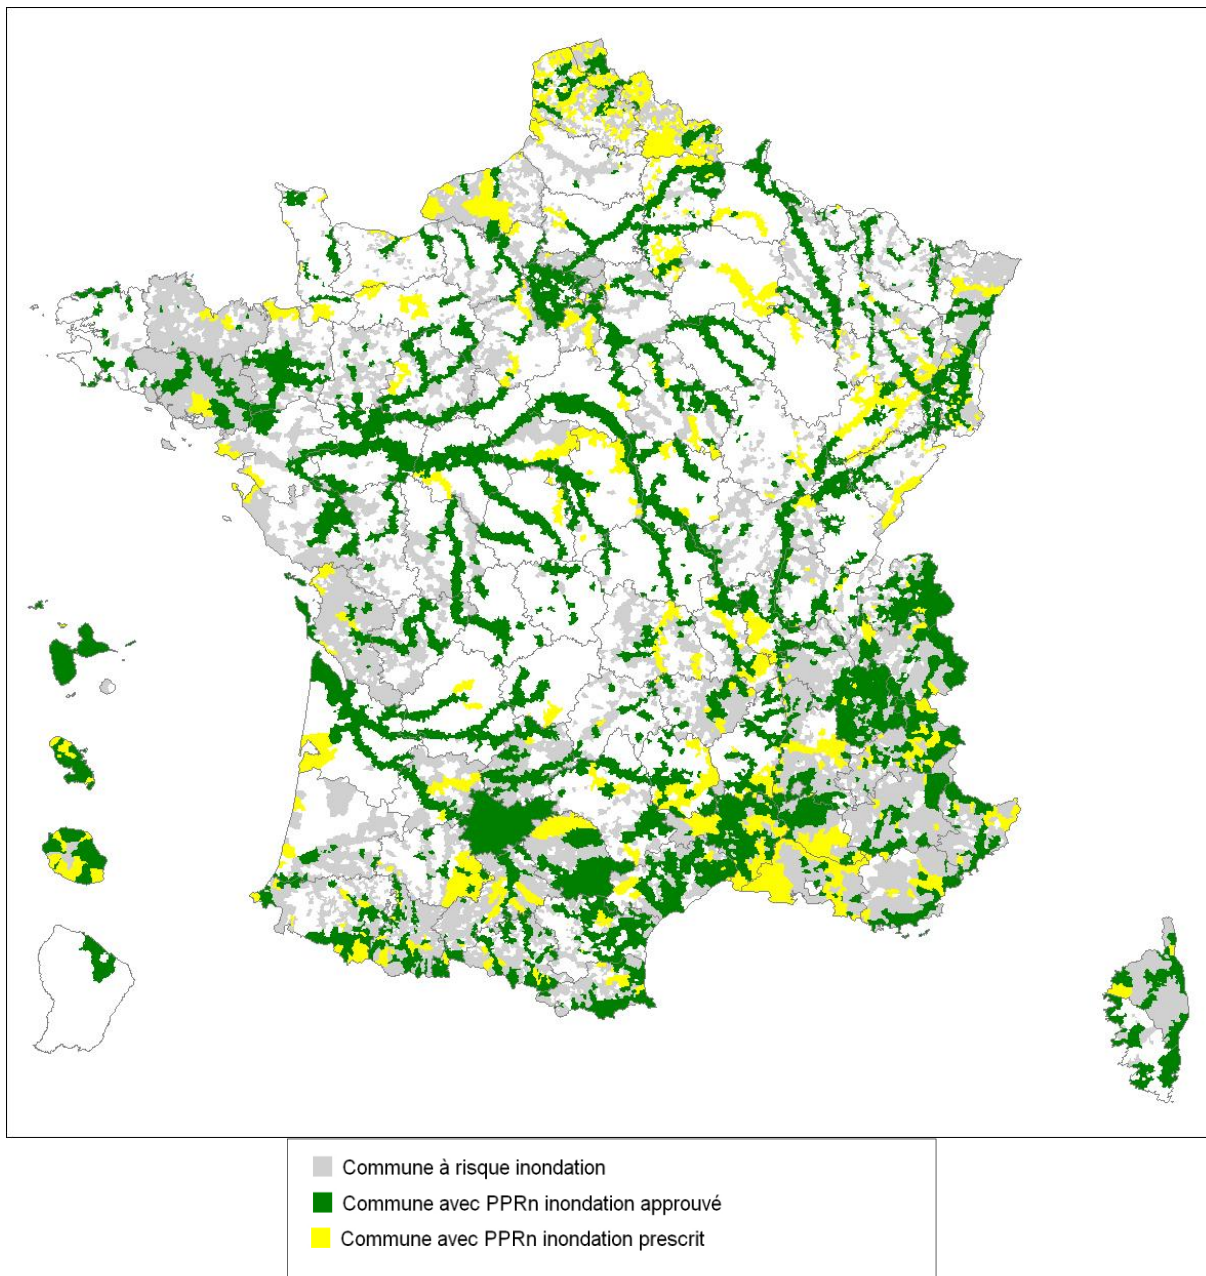 Commune à risque inondation
Commune avec PPRn inondation approuvé
Commune avec PPRn inondation prescrit